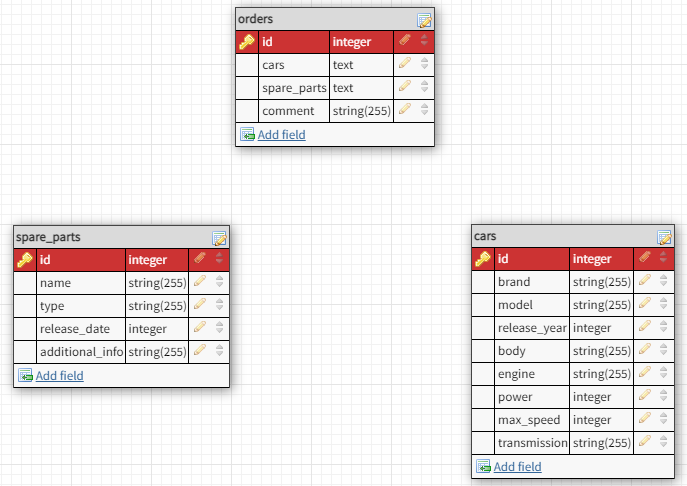 orders
id integer
cars text
spare_parts text
comment string(255)
Add field
spare_parts
id integer
name string(255)
type string(255)
release_date integer
additional_info string(255)
Add field
cars
id integer
brand string(255)
model string(255)
release_year integer
body string(255)
engine string(255)
power integer
max_speed integer
transmission string(255)
Add field